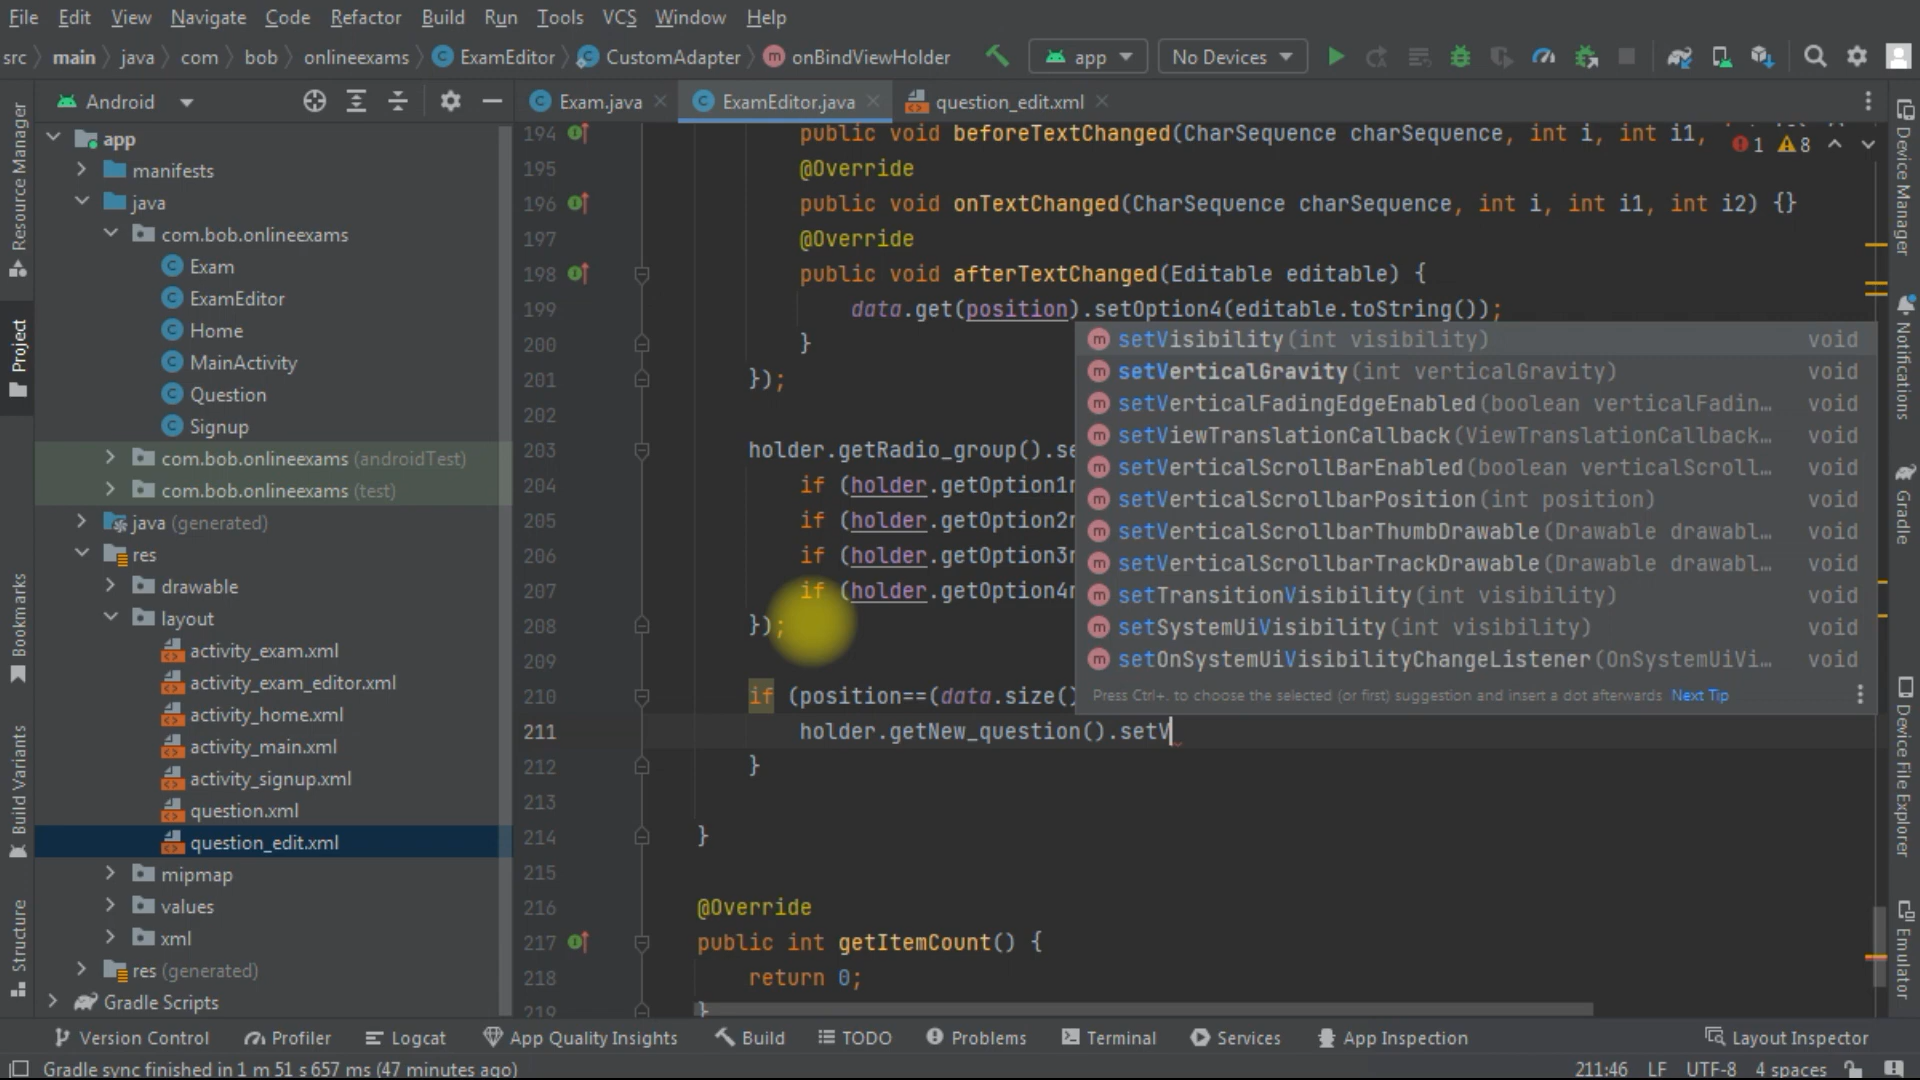 File Edit View Navigate Code Refactor Build Run Tools VCS Window Help
src main java com bob onlineexams ExamEditor CustomAdapter onBindViewHolder app No Devices
Android Exam.java ExamEditor.java question_edit.xml
app
manifests
java
com.bob.onlineexams
Exam
ExamEditor
Home
MainActivity
Question
Signup
com.bob.onlineexams (androidTest)
com.bob.onlineexams (test)
java (generated)
res
drawable
layout
activity_exam.xml
activity_exam_editor.xml
activity_home.xml
activity_main.xml
activity_signup.xml
question.xml
question_edit.xml
mipmap
values
xml
res (generated)
Gradle Scripts
Resource Manager
Project
Bookmarks
Build Variants
Structure
194 public void beforeTextChanged(CharSequence charSequence, int i, int i1, 1 8
195 @Override
196 public void onTextChanged(CharSequence charSequence, int i, int i1, int i2) {}
197 @Override
198 public void afterTextChanged(Editable editable) {
199 data.get(position).setOption4(editable.toString());
200 }
201 });
202
203 holder.getRadio_group().se
204 if (holder.getOption1r
205 if (holder.getOption2r
206 if (holder.getOption3r
207 if (holder.getOption4r
208 });
209
210 if (position==(data.size()
211 holder.getNew_question().setV
212 }
213
214 }
215
216 @Override
217 public int getItemCount() {
218 return 0;
219 }
setVisibility(int visibility) void
setVerticalGravity(int verticalGravity) void
setVerticalFadingEdgeEnabled(boolean verticalFadin… void
setViewTranslationCallback(ViewTranslationCallback… void
setVerticalScrollBarEnabled(boolean verticalScroll… void
setVerticalScrollbarPosition(int position) void
setVerticalScrollbarThumbDrawable(Drawable drawabl… void
setVerticalScrollbarTrackDrawable(Drawable drawabl… void
setTransitionVisibility(int visibility) void
setSystemUiVisibility(int visibility) void
setOnSystemUiVisibilityChangeListener(OnSystemUiVi… void
Press Ctrl+. to choose the selected (or first) suggestion and insert a dot afterwards Next Tip
Device Manager
Notifications
Gradle
Device File Explorer
Emulator
Version Control Profiler Logcat App Quality Insights Build TODO Problems Terminal Services App Inspection Layout Inspector
Gradle sync finished in 1 m 51 s 657 ms (47 minutes ago) 211:46 LF UTF-8 4 spaces